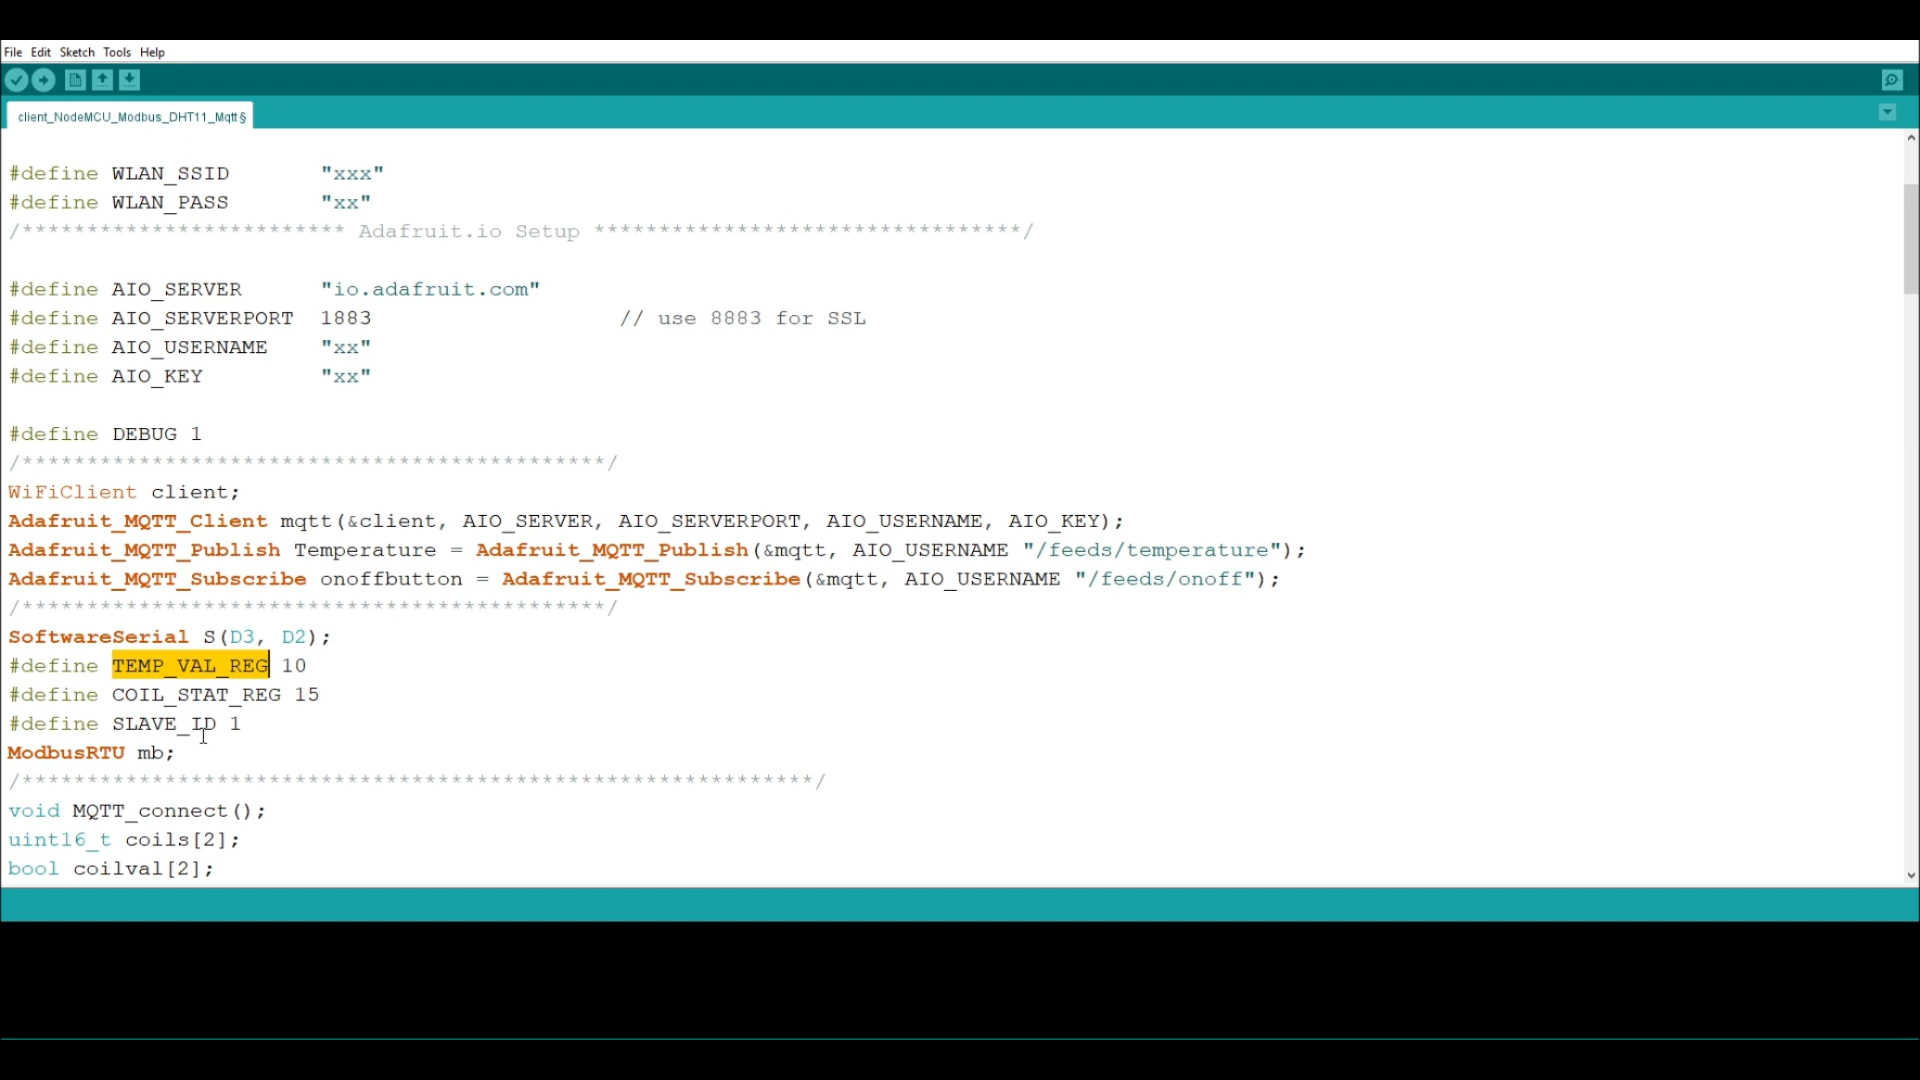 File Edit Sketch Tools Help
client_NodeMCU_Modbus_DHT11_Mqtt§
#define WLAN_SSID       "xxx"
#define WLAN_PASS       "xx"
/************************* Adafruit.io Setup *********************************/
#define AIO_SERVER      "io.adafruit.com"
#define AIO_SERVERPORT  1883                   // use 8883 for SSL
#define AIO_USERNAME    "xx"
#define AIO_KEY         "xx"
#define DEBUG 1
/*********************************************/
WiFiClient client;
Adafruit_MQTT_Client mqtt(&client, AIO_SERVER, AIO_SERVERPORT, AIO_USERNAME, AIO_KEY);
Adafruit_MQTT_Publish Temperature = Adafruit_MQTT_Publish(&mqtt, AIO_USERNAME "/feeds/temperature");
Adafruit_MQTT_Subscribe onoffbutton = Adafruit_MQTT_Subscribe(&mqtt, AIO_USERNAME "/feeds/onoff");
/*********************************************/
SoftwareSerial S(D3, D2);
#define TEMP_VAL_REG 10
#define COIL_STAT_REG 15
#define SLAVE_ID 1
ModbusRTU mb;
/*************************************************************/
void MQTT_connect();
uint16_t coils[2];
bool coilval[2];